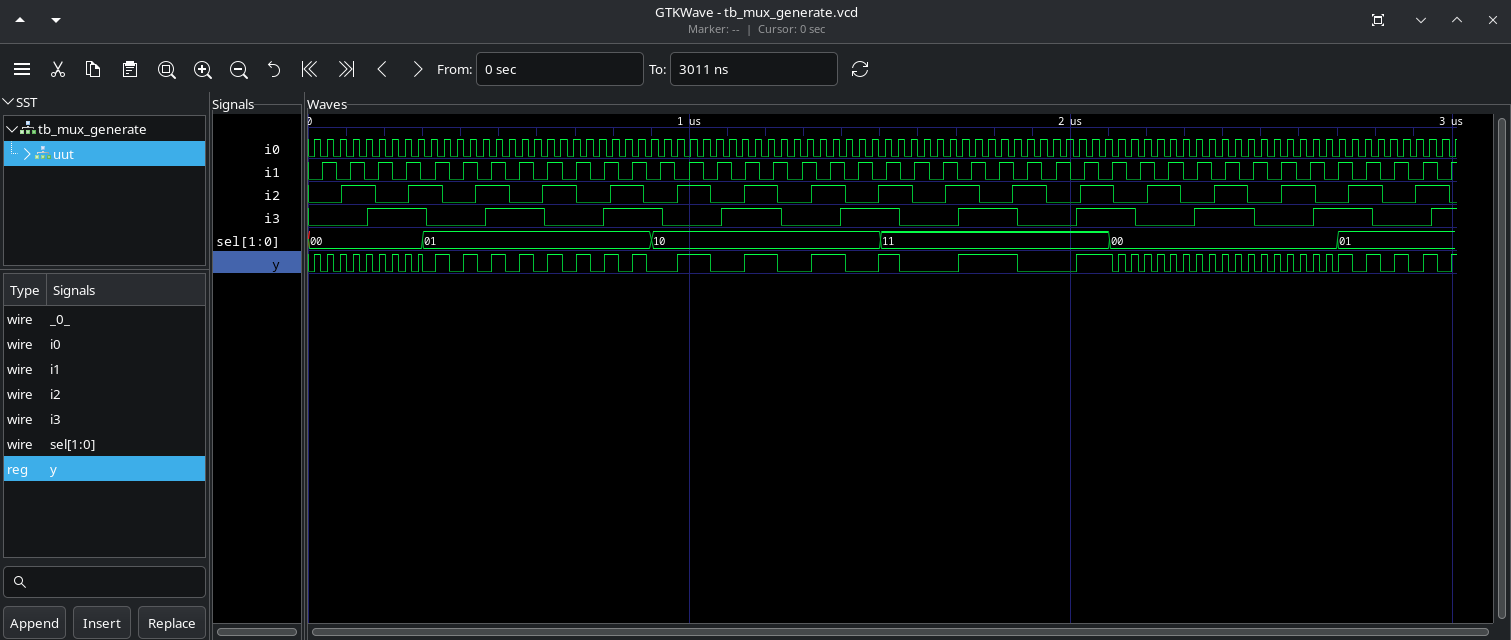 GTKWave - tb_mux_generate.vcd
Marker: -- | Cursor: 0 sec
From: 0 sec To: 3011 ns
SST
tb_mux_generate
uut
Type Signals
wire _0_
wire i0
wire i1
wire i2
wire i3
wire sel[1:0]
reg y
Append Insert Replace
Signals
i0
i1
i2
i3
sel[1:0]
y
Waves
0 1 us 2 us 3 us
00 01 10 11 00 01